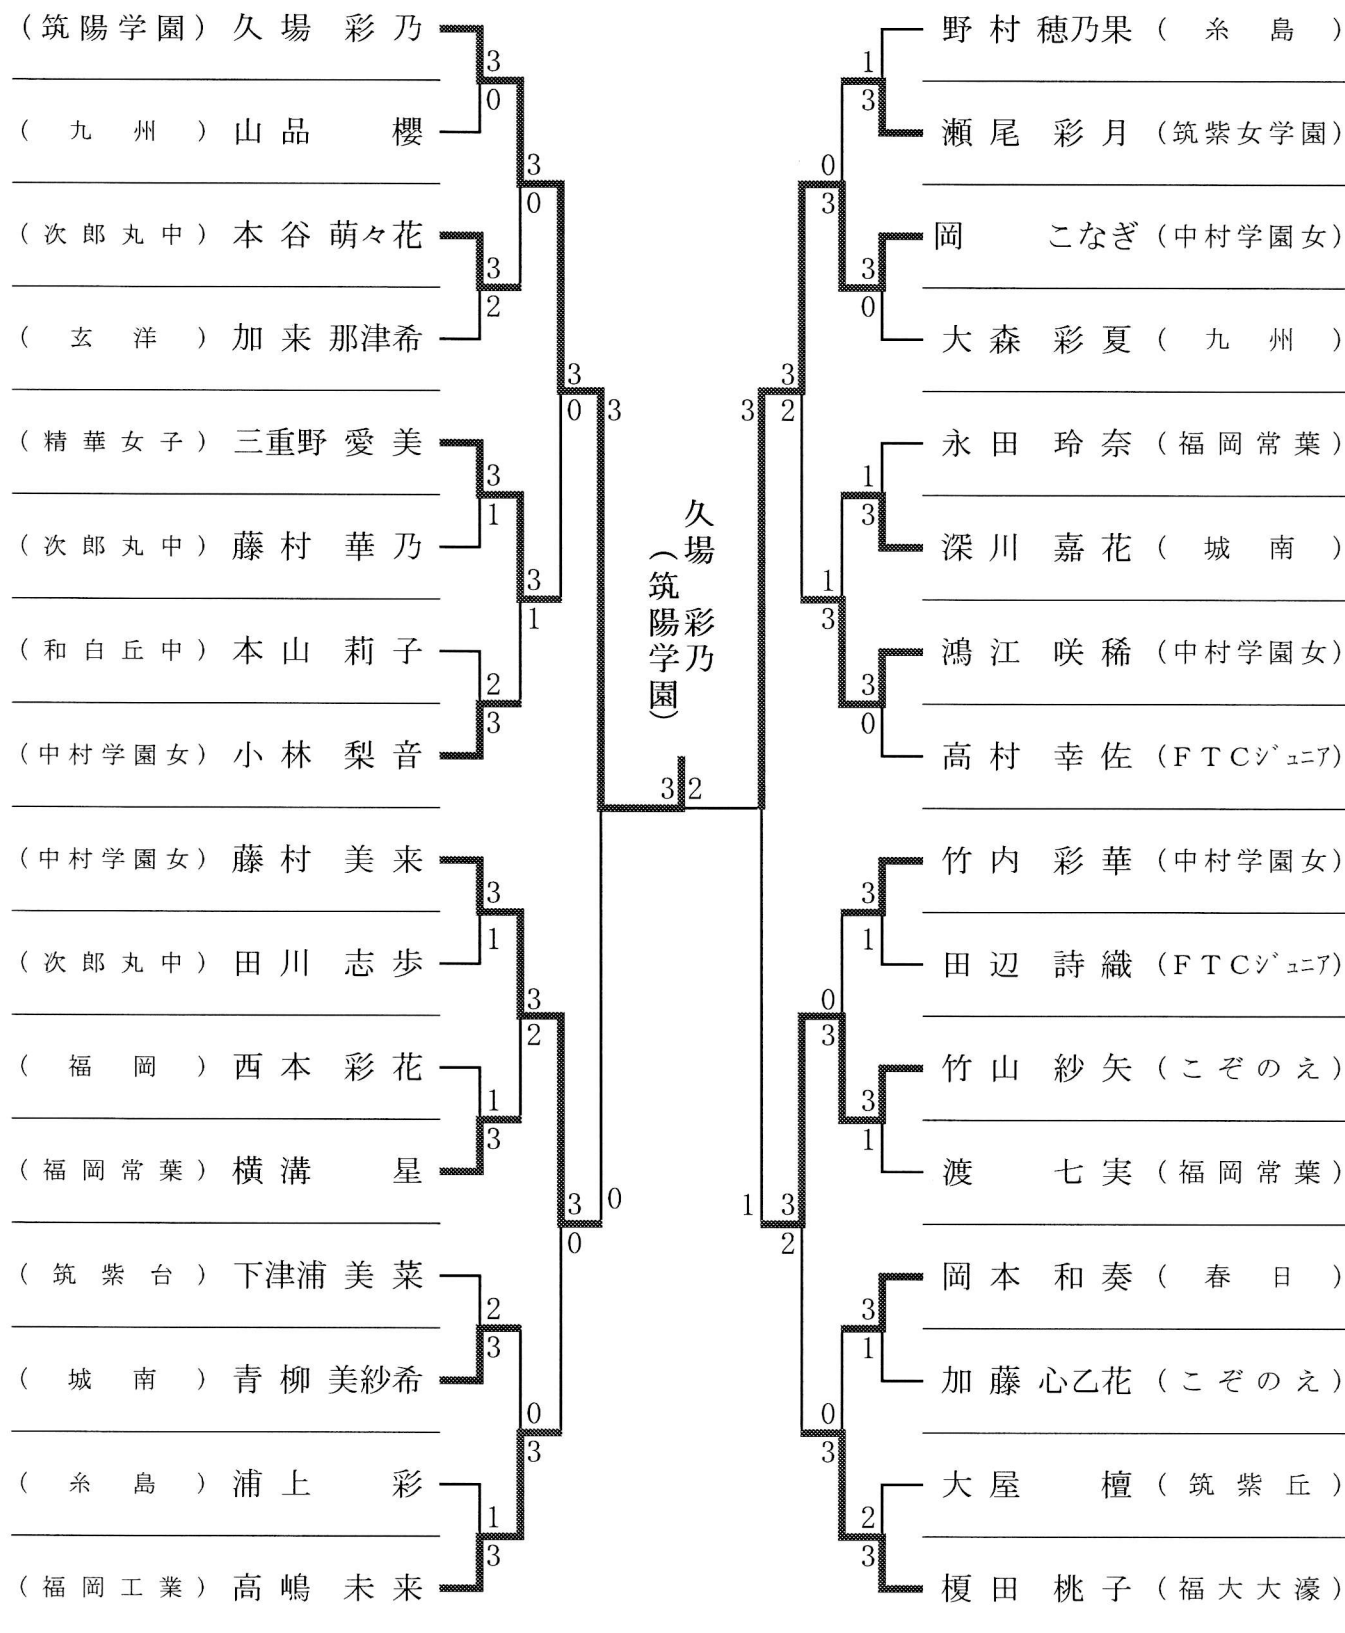 (筑陽学園) 久場 彩乃
3
0
(九州) 山品 櫻
3
0
(次郎丸中) 本谷 萌々花
3
2
(玄洋) 加来 那津希
3
0
3
(精華女子) 三重野 愛美
3
1
(次郎丸中) 藤村 華乃
3
1
(和白丘中) 本山 莉子
2
3
(中村学園女) 小林 梨音
(中村学園女) 藤村 美来
3
1
(次郎丸中) 田川 志歩
3
2
(福岡) 西本 彩花
1
3
(福岡常葉) 横溝 星
3
0
0
(筑紫台) 下津浦 美菜
2
3
(城南) 青柳 美紗希
0
3
(糸島) 浦上 彩
1
3
(福岡工業) 高嶋 未来
久場 彩乃
(筑陽学園)
3 2
野村 穂乃果 (糸島)
1
3
瀬尾 彩月 (筑紫女学園)
0
3
岡 こなぎ (中村学園女)
3
0
大森 彩夏 (九州)
3
3 2
永田 玲奈 (福岡常葉)
1
3
深川 嘉花 (城南)
1
3
鴻江 咲稀 (中村学園女)
3
0
高村 幸佐 (FTCジュニア)
竹内 彩華 (中村学園女)
3
1
田辺 詩織 (FTCジュニア)
0
3
竹山 紗矢 (こぞのえ)
3
1
渡 七実 (福岡常葉)
1 3
2
岡本 和奏 (春日)
3
1
加藤 心乙花 (こぞのえ)
0
3
大屋 檀 (筑紫丘)
2
3
榎田 桃子 (福大大濠)